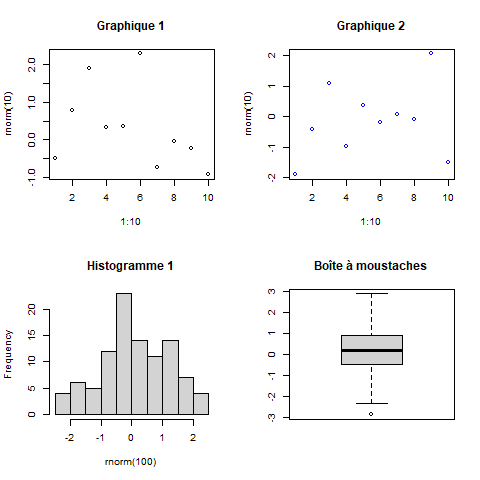 Graphique 1
rnorm(10)
-1.0 0.0 1.0 2.0
2 4 6 8 10
1:10
Graphique 2
rnorm(10)
-2 -1 0 1 2
2 4 6 8 10
1:10
Histogramme 1
Frequency
0 5 10 15 20
-2 -1 0 1 2
rnorm(100)
Boîte à moustaches
-3 -2 -1 0 1 2 3